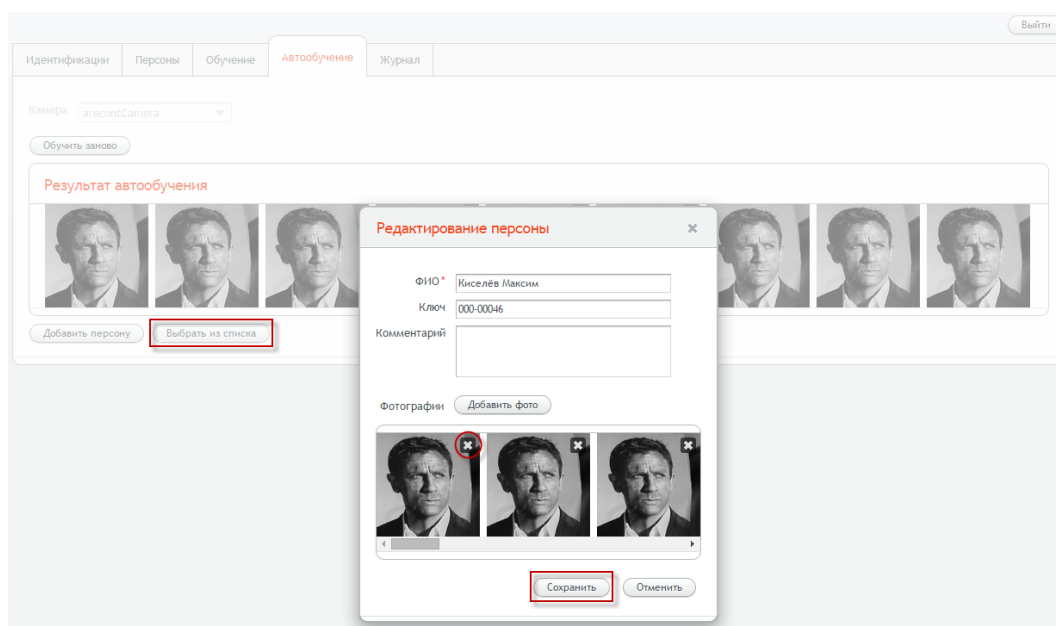 Выйти
Идентификации Персоны Обучение Автообучение Журнал
Камера arecontCamera
Обучить заново
Результат автообучения
Добавить персону Выбрать из списка
Редактирование персоны
ФИО* Киселёв Максим
Ключ 000-00046
Комментарий
Фотографии Добавить фото
Сохранить Отменить